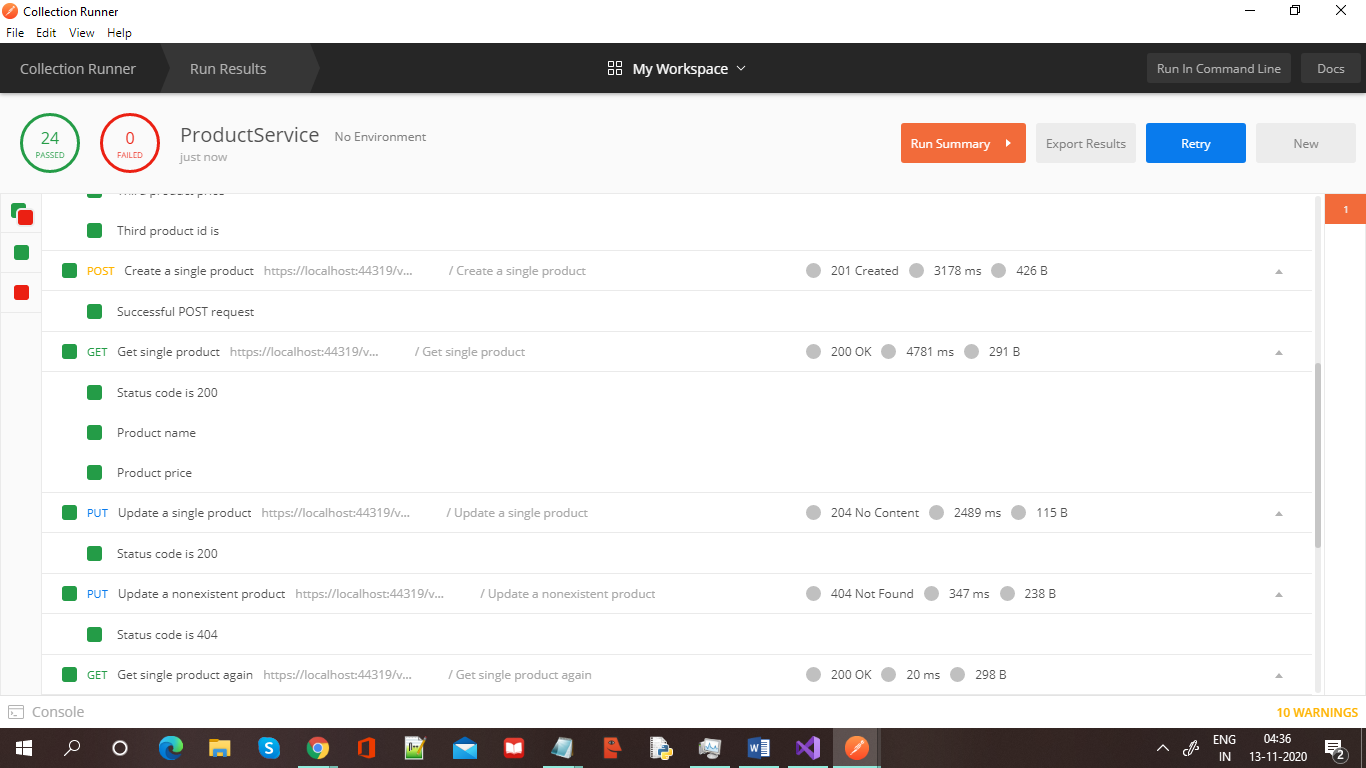 Collection Runner
File Edit View Help
Collection Runner Run Results My Workspace Run In Command Line Docs
24 PASSED
0 FAILED
ProductService No Environment
just now
Run Summary Export Results Retry New
Third product price
1
Third product id is
POST Create a single product https://localhost:44319/v... / Create a single product 201 Created 3178 ms 426 B
Successful POST request
GET Get single product https://localhost:44319/v... / Get single product 200 OK 4781 ms 291 B
Status code is 200
Product name
Product price
PUT Update a single product https://localhost:44319/v... / Update a single product 204 No Content 2489 ms 115 B
Status code is 200
PUT Update a nonexistent product https://localhost:44319/v... / Update a nonexistent product 404 Not Found 347 ms 238 B
Status code is 404
GET Get single product again https://localhost:44319/v... / Get single product again 200 OK 20 ms 298 B
Console 10 WARNINGS
ENG 04:36
IN 13-11-2020 2